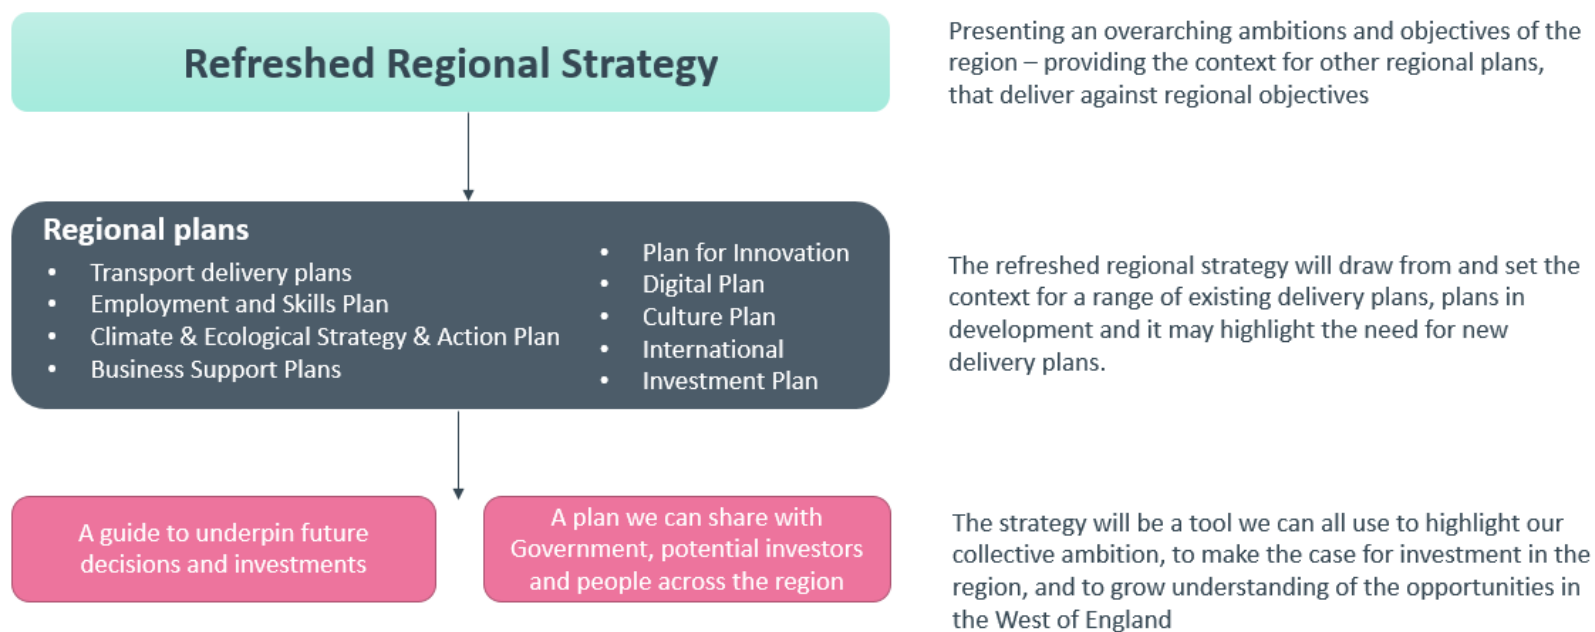 Refreshed Regional Strategy
Presenting an overarching ambitions and objectives of the
region – providing the context for other regional plans,
that deliver against regional objectives
Regional plans
• Transport delivery plans
• Employment and Skills Plan
• Climate & Ecological Strategy & Action Plan
• Business Support Plans
• Plan for Innovation
• Digital Plan
• Culture Plan
• International
• Investment Plan
The refreshed regional strategy will draw from and set the
context for a range of existing delivery plans, plans in
development and it may highlight the need for new
delivery plans.
A guide to underpin future
decisions and investments
A plan we can share with
Government, potential investors
and people across the region
The strategy will be a tool we can all use to highlight our
collective ambition, to make the case for investment in the
region, and to grow understanding of the opportunities in
the West of England